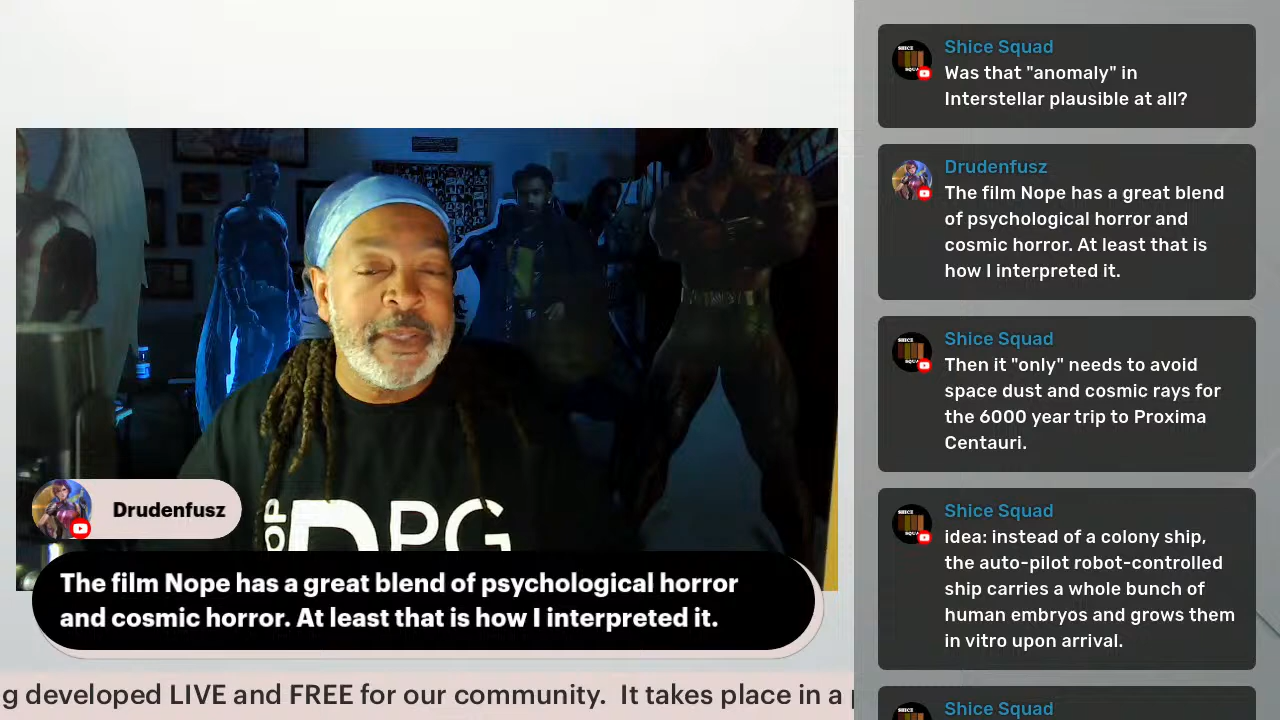 Shice Squad
Was that "anomaly" in
Interstellar plausible at all?
Drudenfusz
The film Nope has a great blend
of psychological horror and
cosmic horror. At least that is
how I interpreted it.
Shice Squad
Then it "only" needs to avoid
space dust and cosmic rays for
the 6000 year trip to Proxima
Centauri.
Shice Squad
idea: instead of a colony ship,
the auto-pilot robot-controlled
ship carries a whole bunch of
human embryos and grows them
in vitro upon arrival.
Shice Squad
OP
D PG
Drudenfusz
The film Nope has a great blend of psychological horror
and cosmic horror. At least that is how I interpreted it.
g developed LIVE and FREE for our community. It takes place in a